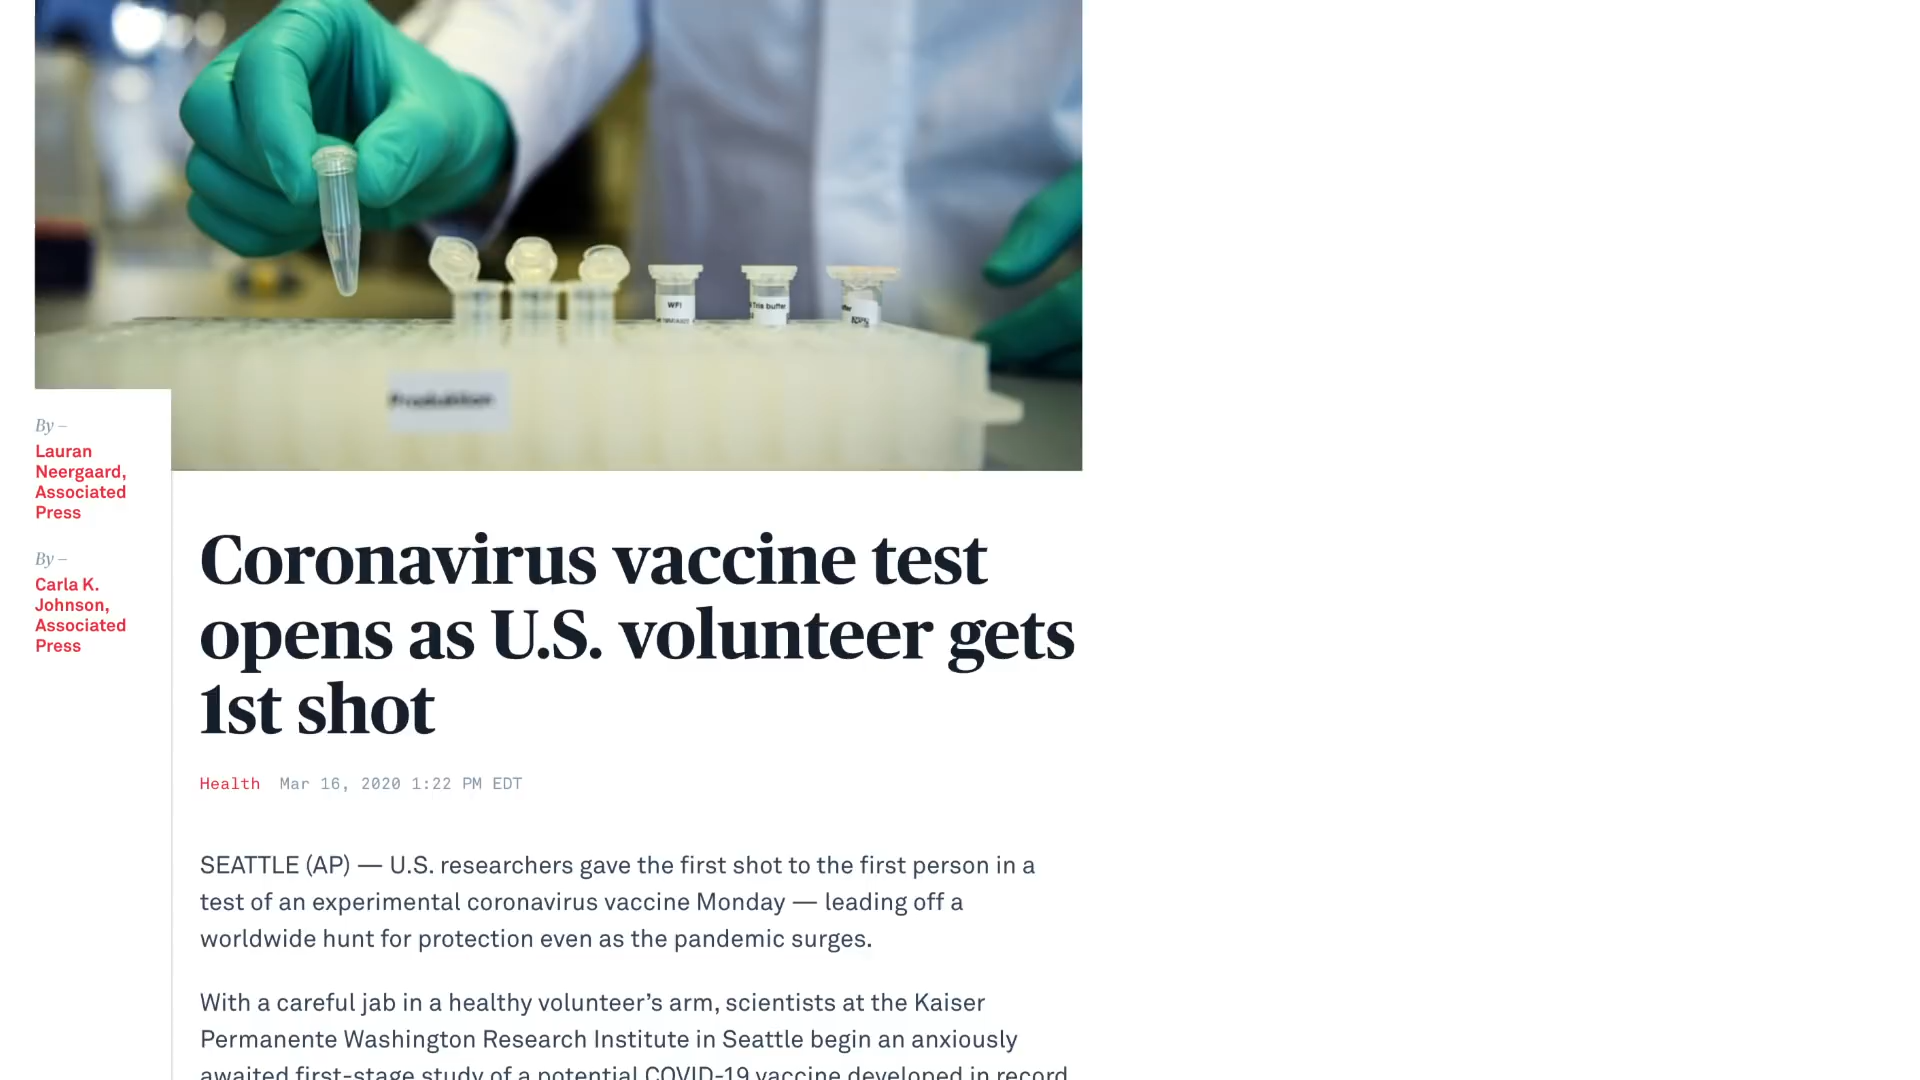 WFI
Tris buffer
Produktion
By –
Lauran
Neergaard,
Associated
Press
By –
Carla K.
Johnson,
Associated
Press
Coronavirus vaccine test
opens as U.S. volunteer gets
1st shot
Health Mar 16, 2020 1:22 PM EDT
SEATTLE (AP) — U.S. researchers gave the first shot to the first person in a
test of an experimental coronavirus vaccine Monday — leading off a
worldwide hunt for protection even as the pandemic surges.
With a careful jab in a healthy volunteer’s arm, scientists at the Kaiser
Permanente Washington Research Institute in Seattle begin an anxiously
awaited first-stage study of a potential COVID-19 vaccine developed in record